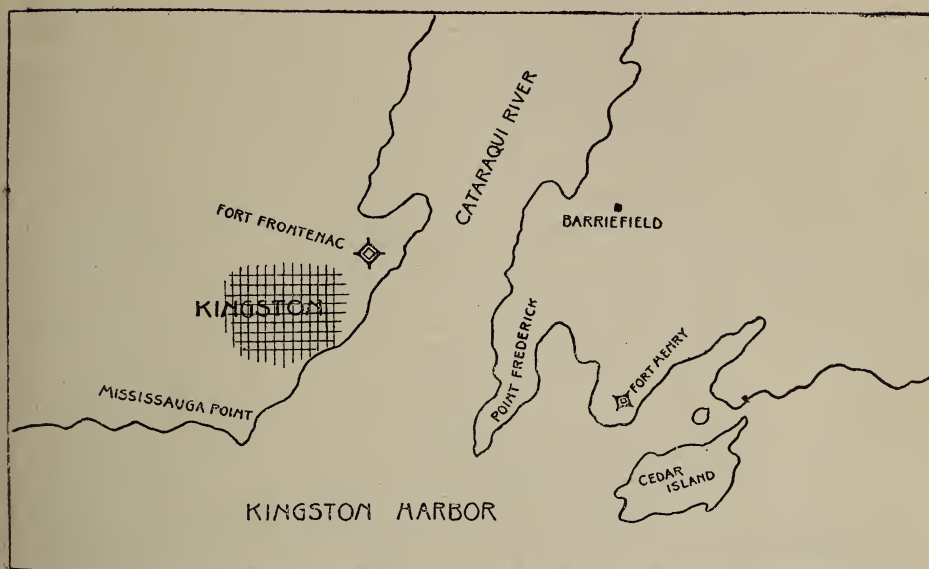 CATARAQUI RIVER
FORT FRONTENAC
BARRIEFIELD
KINGSTON
POINT FREDERICK
FORT HENRY
MISSISSAUGA POINT
CEDAR
ISLAND
KINGSTON HARBOR